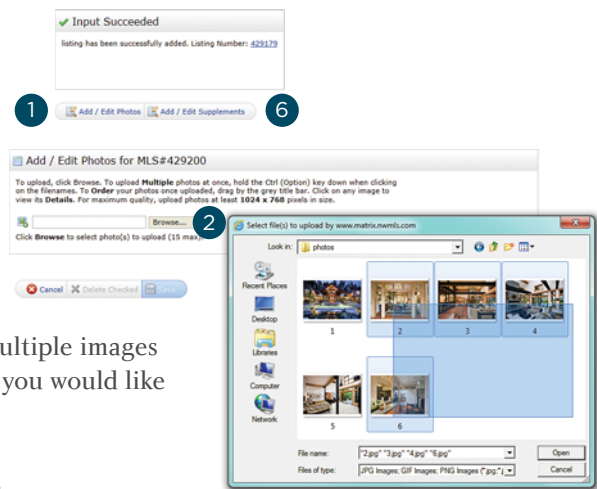 Input Succeeded
listing has been successfully added. Listing Number: 429179
1
Add / Edit Photos Add / Edit Supplements
6
Add / Edit Photos for MLS#429200
To upload, click Browse. To upload Multiple photos at once, hold the Ctrl (Option) key down when clicking
on the filenames. To Order your photos once uploaded, drag by the grey title bar. Click on any image to
view its Details. For maximum quality, upload photos at least 1024 x 768 pixels in size.
Browse...
2
Click Browse to select photo(s) to upload (15 max).
Cancel Delete Checked Save
Select file(s) to upload by www.matrix.nwmls.com
Look in: photos
Recent Places
Desktop
Libraries
Computer
Network
1 2 3 4
5 6
File name: "2.jpg" "3.jpg" "4.jpg" "6.jpg"
Open
Files of type: JPG Images; GIF Images; PNG Images (*.jpg;*.j
Cancel
ultiple images
you would like